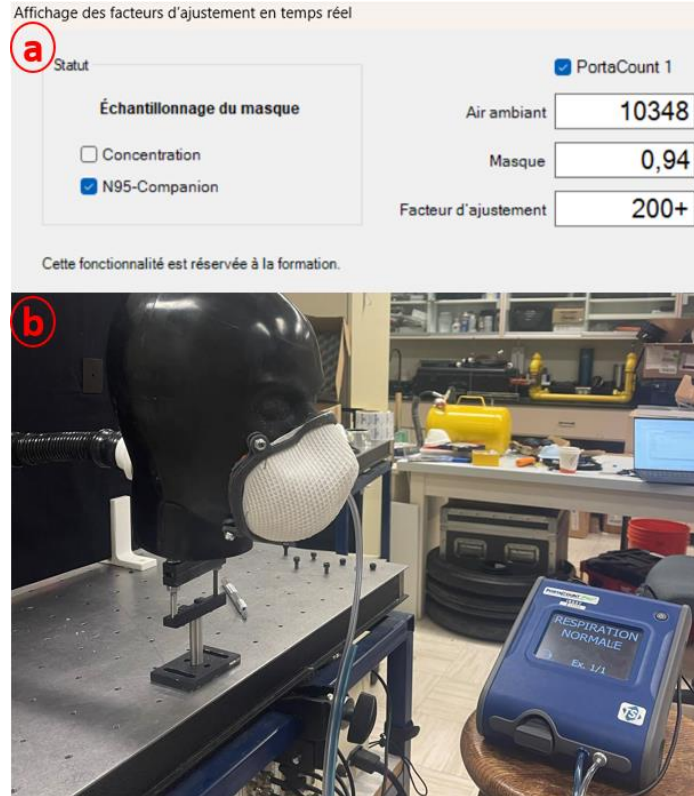 Affichage des facteurs d'ajustement en temps réel
a
Statut
Échantillonnage du masque
Concentration
N95-Companion
PortaCount 1
Air ambiant 10348
Masque 0,94
Facteur d'ajustement 200+
Cette fonctionnalité est réservée à la formation.
b
RESPIRATION
NORMALE
Ex. 1/1
TSI